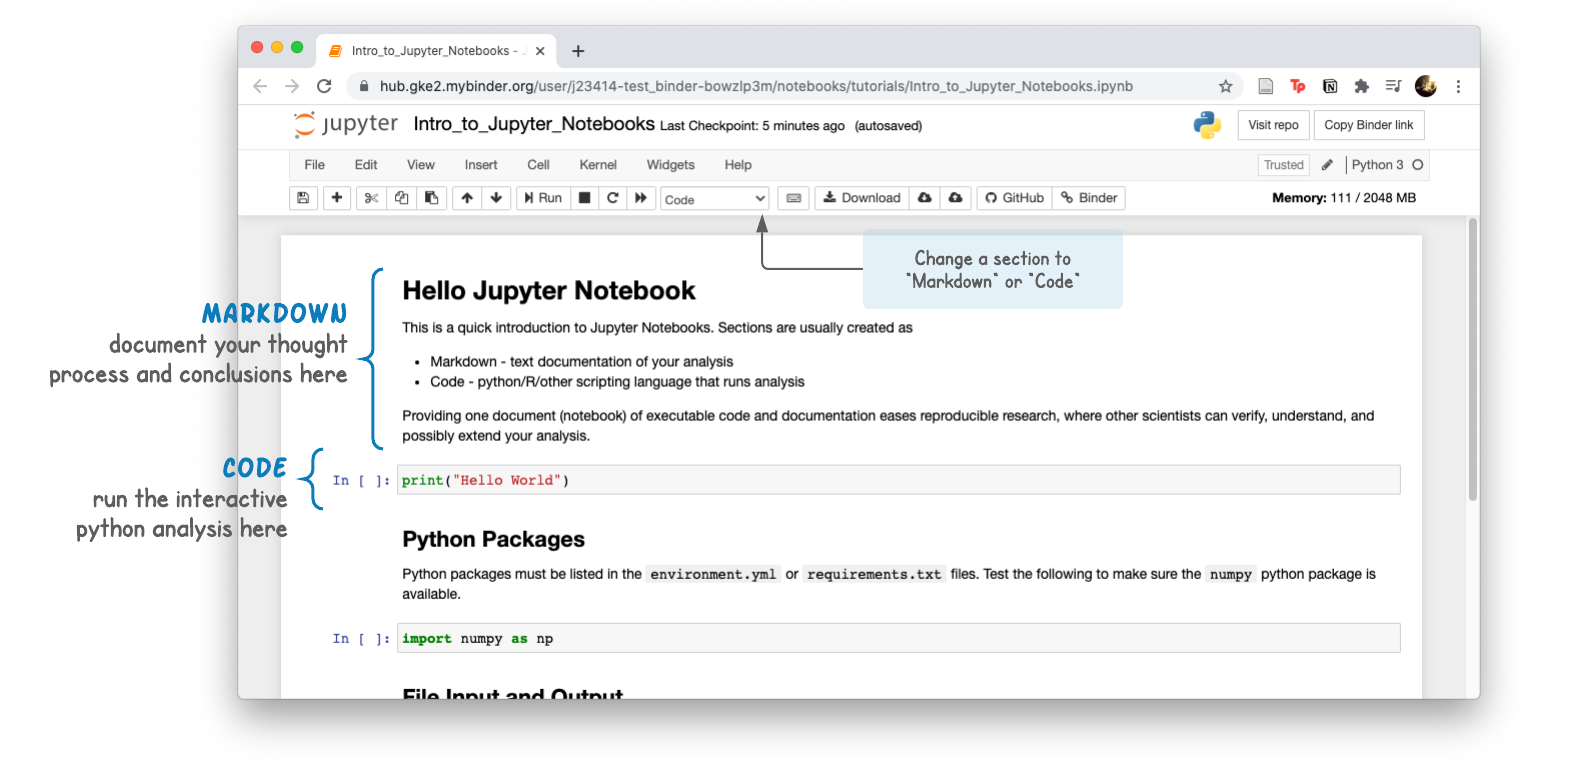 Intro_to_Jupyter_Notebooks -
hub.gke2.mybinder.org/user/j23414-test_binder-bowzlp3m/notebooks/tutorials/Intro_to_Jupyter_Notebooks.ipynb
jupyter Intro_to_Jupyter_Notebooks Last Checkpoint: 5 minutes ago (autosaved)
Visit repo
Copy Binder link
File Edit View Insert Cell Kernel Widgets Help
Trusted
Python 3
Run
Code
Download
GitHub
Binder
Memory: 111 / 2048 MB
Change a section to
"Markdown" or "Code"
MARKDOWN
document your thought
process and conclusions here
Hello Jupyter Notebook
This is a quick introduction to Jupyter Notebooks. Sections are usually created as
• Markdown - text documentation of your analysis
• Code - python/R/other scripting language that runs analysis
Providing one document (notebook) of executable code and documentation eases reproducible research, where other scientists can verify, understand, and
possibly extend your analysis.
CODE
run the interactive
python analysis here
In [ ]: print("Hello World")
Python Packages
Python packages must be listed in the environment.yml or requirements.txt files. Test the following to make sure the numpy python package is
available.
In [ ]: import numpy as np
File Input and Output